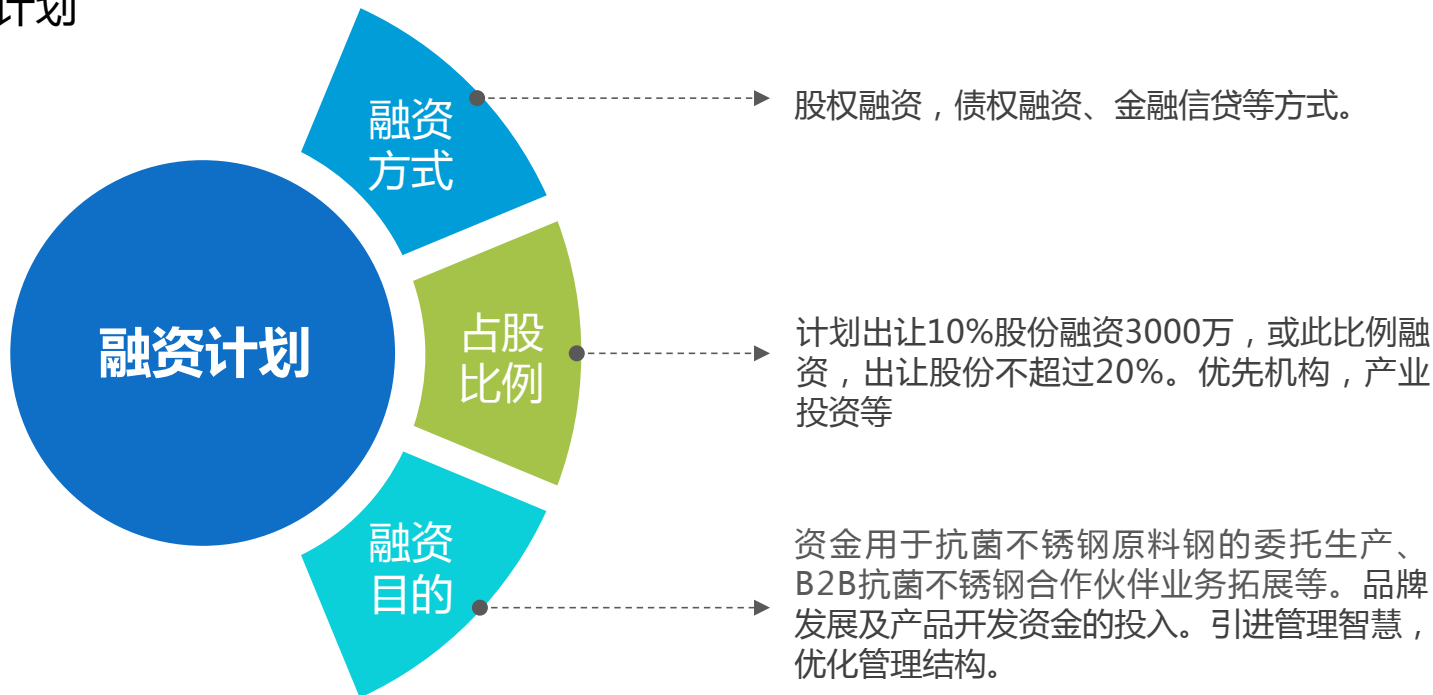 计划
融资
方式
股权融资，债权融资、金融信贷等方式。
融资计划
占股
比例
计划出让10%股份融资3000万，或此比例融
资，出让股份不超过20%。优先机构，产业
投资等
融资
目的
资金用于抗菌不锈钢原料钢的委托生产、
B2B抗菌不锈钢合作伙伴业务拓展等。品牌
发展及产品开发资金的投入。引进管理智慧，
优化管理结构。